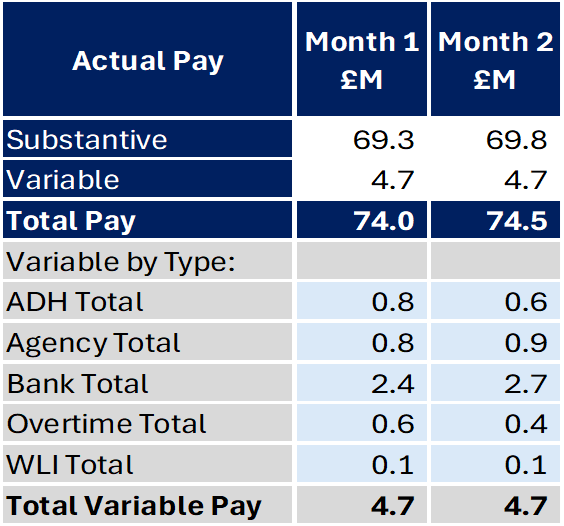 Actual Pay Month 1 £M Month 2 £M
Substantive 69.3 69.8
Variable 4.7 4.7
Total Pay 74.0 74.5
Variable by Type:
ADH Total 0.8 0.6
Agency Total 0.8 0.9
Bank Total 2.4 2.7
Overtime Total 0.6 0.4
WLI Total 0.1 0.1
Total Variable Pay 4.7 4.7